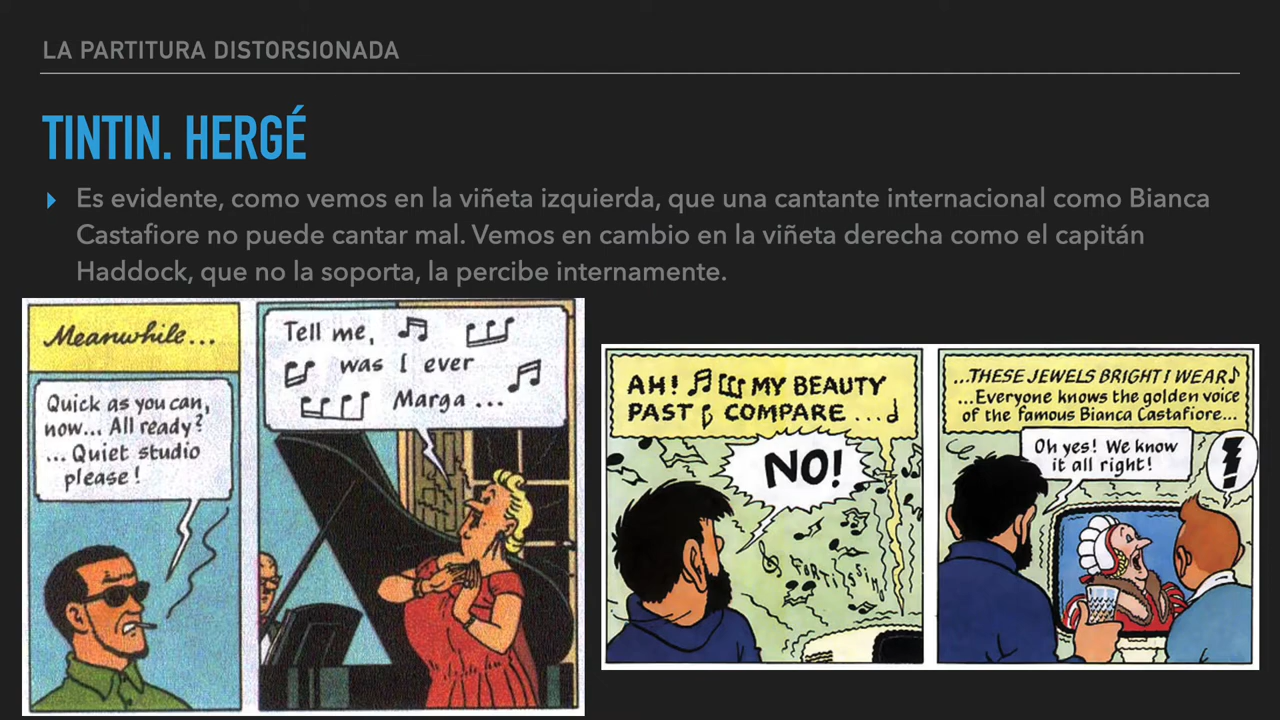 LA PARTITURA DISTORSIONADA
TINTIN. HERGÉ
Es evidente, como vemos en la viñeta izquierda, que una cantante internacional como Bianca
Castafiore no puede cantar mal. Vemos en cambio en la viñeta derecha como el capitán
Haddock, que no la soporta, la percibe internamente.
Meanwhile...
Quick as you can,
now... All ready?
... Quiet studio
please!
Tell me,
was I ever
Marga ...
AH! MY BEAUTY
PAST COMPARE ...
NO!
FORTISSIM
...THESE JEWELS BRIGHT I WEAR
...Everyone knows the golden voice
of the famous Bianca Castafiore...
Oh yes! We know
it all right!
!